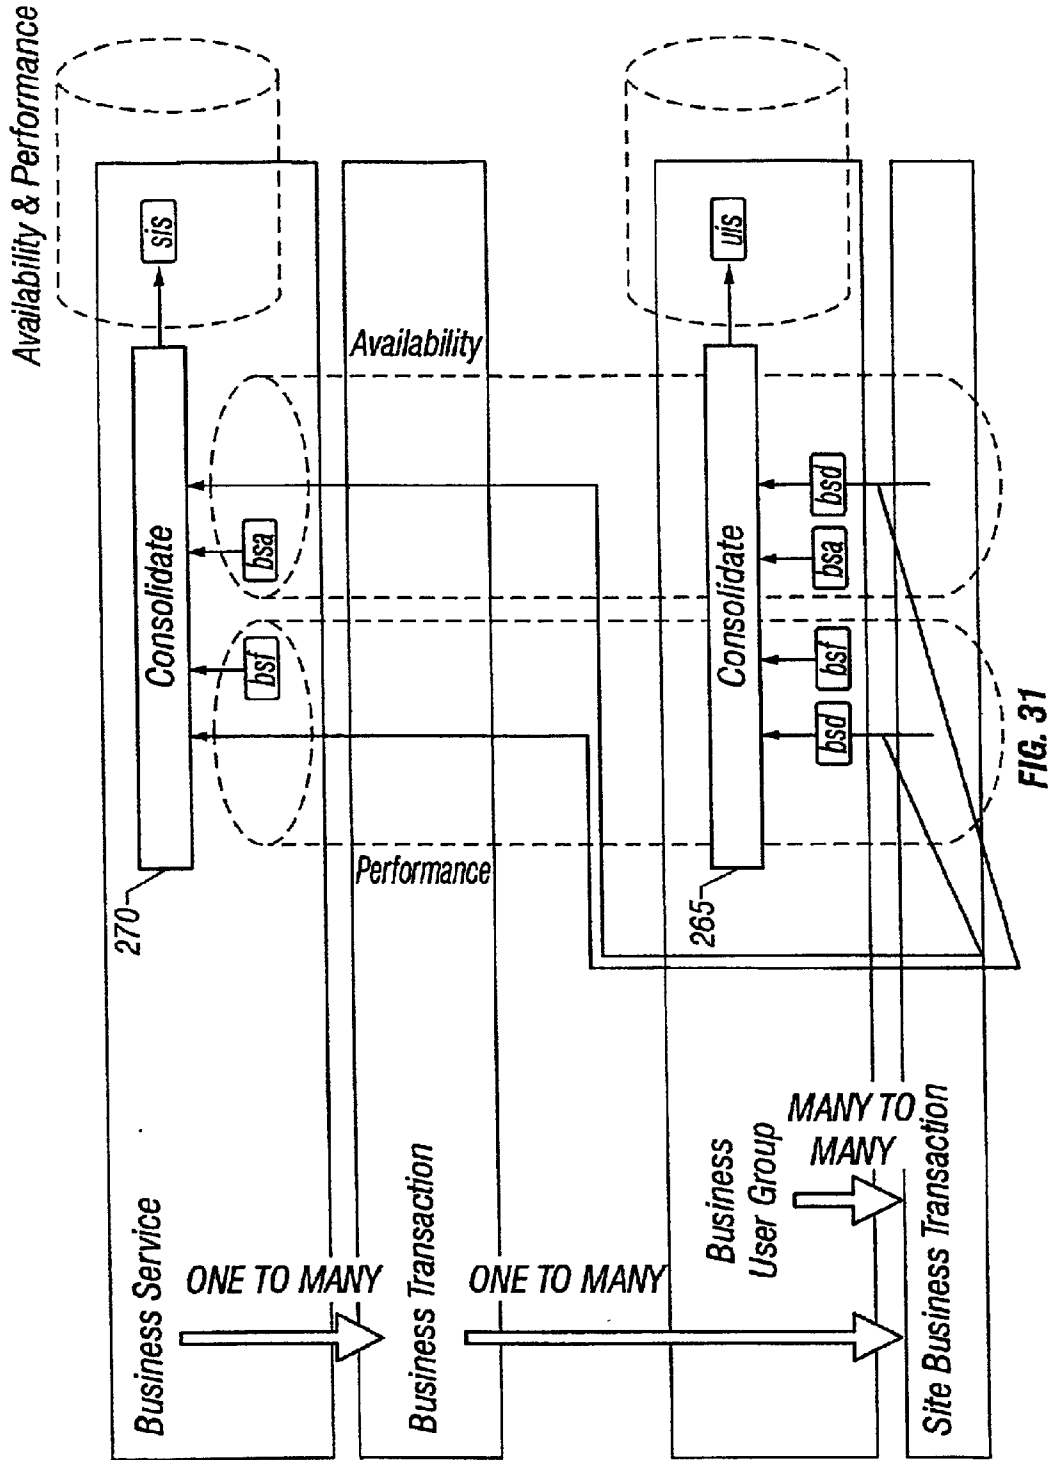 Availability & Performance
Business Service
270
Consolidate
sis
bsf
bsa
ONE TO MANY
Business Transaction
Performance
Availability
ONE TO MANY
Business
User Group
265
Consolidate
uis
bsd
bsf
bsa
bsd
MANY TO
MANY
Site Business Transaction
FIG. 31